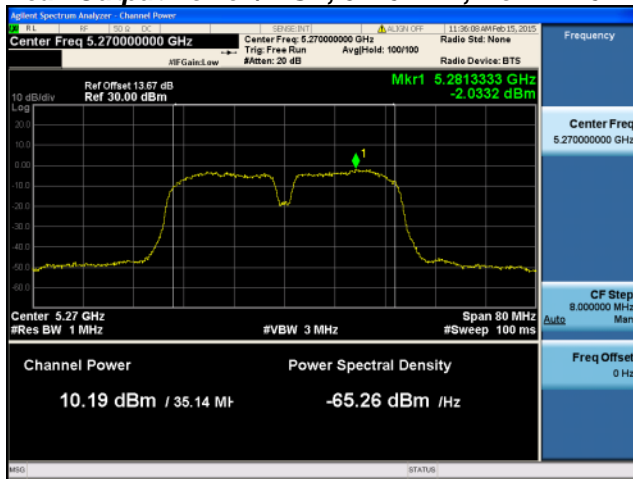 Agilent Spectrum Analyzer - Channel Power
RL RF 50 Ω DC SENSE:INT ALIGN OFF 11:36:08 AM Feb 15, 2015
Center Freq 5.270000000 GHz
Center Freq: 5.270000000 GHz
Radio Std: None
Trig: Free Run Avg|Hold: 100/100
#IFGain:Low #Atten: 20 dB Radio Device: BTS
Frequency
Ref Offset 13.67 dB
Mkr1 5.2813333 GHz
10 dB/div Ref 30.00 dBm -2.0332 dBm
Log
20.0
10.0
0.00
-10.0
-20.0
-30.0
-40.0
-50.0
-60.0
1
Center Freq
5.270000000 GHz
Center 5.27 GHz Span 80 MHz
#Res BW 1 MHz #VBW 3 MHz #Sweep 100 ms
CF Step
8.000000 MHz
Auto Man
Channel Power Power Spectral Density
10.19 dBm / 35.14 MH -65.26 dBm /Hz
Freq Offset
0 Hz
MSG STATUS